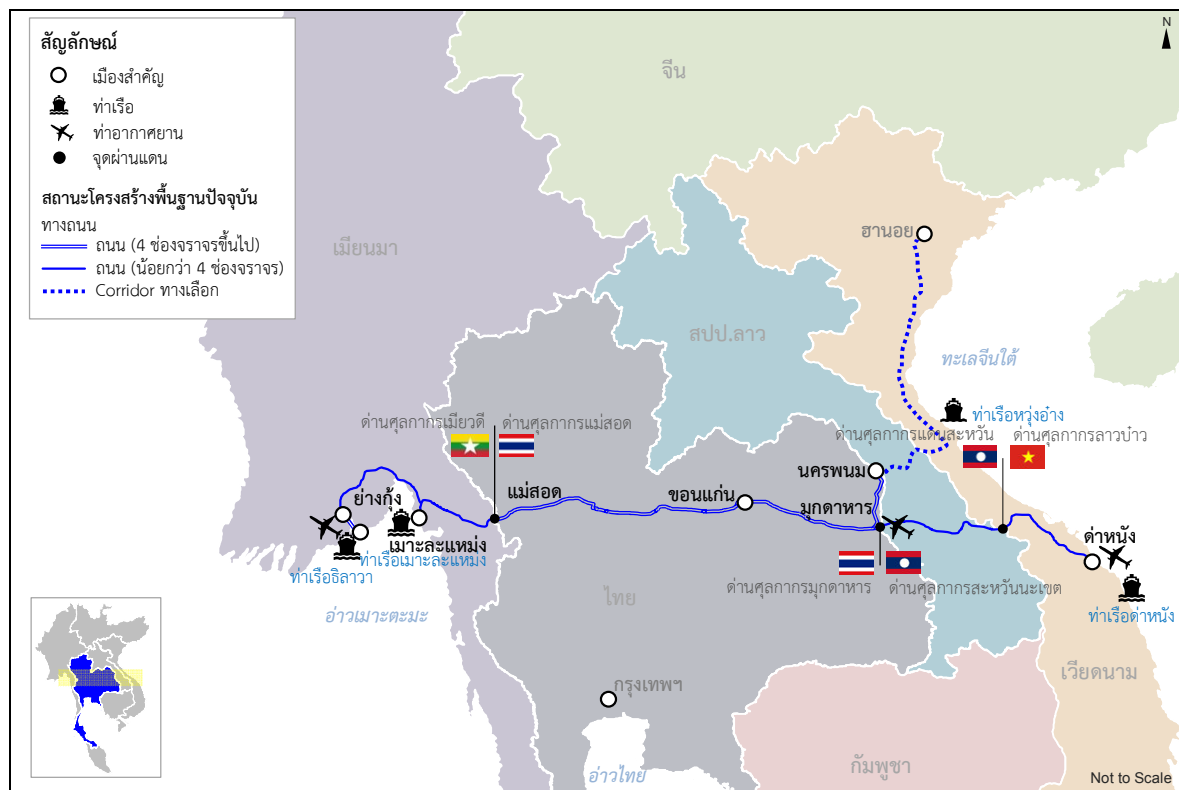 สัญลักษณ์
เมืองสำคัญ
ท่าเรือ
ท่าอากาศยาน
จุดผ่านแดน
สถานะโครงสร้างพื้นฐานปัจจุบัน
ทางถนน
ถนน (4 ช่องจราจรขึ้นไป)
ถนน (น้อยกว่า 4 ช่องจราจร)
Corridor ทางเลือก
N
จีน
เมียนมา
ฮานอย
สปป.ลาว
ทะเลจีนใต้
ท่าเรือหวุ่งอ๋าง
ด่านศุลกากรเมียวดี
ด่านศุลกากรแม่สอด
ด่านศุลกากรแดนสะหวัน
ด่านศุลกากรลาวบ๋าว
นครพนม
ย่างกุ้ง
แม่สอด
ขอนแก่น
มุกดาหาร
เมาะละแหม่ง
ด่าหนัง
ท่าเรือเมาะละแหมง
ท่าเรือธิลาวา
ด่านศุลกากรมุกดาหาร
ด่านศุลกากรสะหวันนะเขต
ไทย
อ่าวเมาะตะมะ
ท่าเรือด่าหนัง
เวียดนาม
กรุงเทพฯ
กัมพูชา
อ่าวไทย
Not to Scale